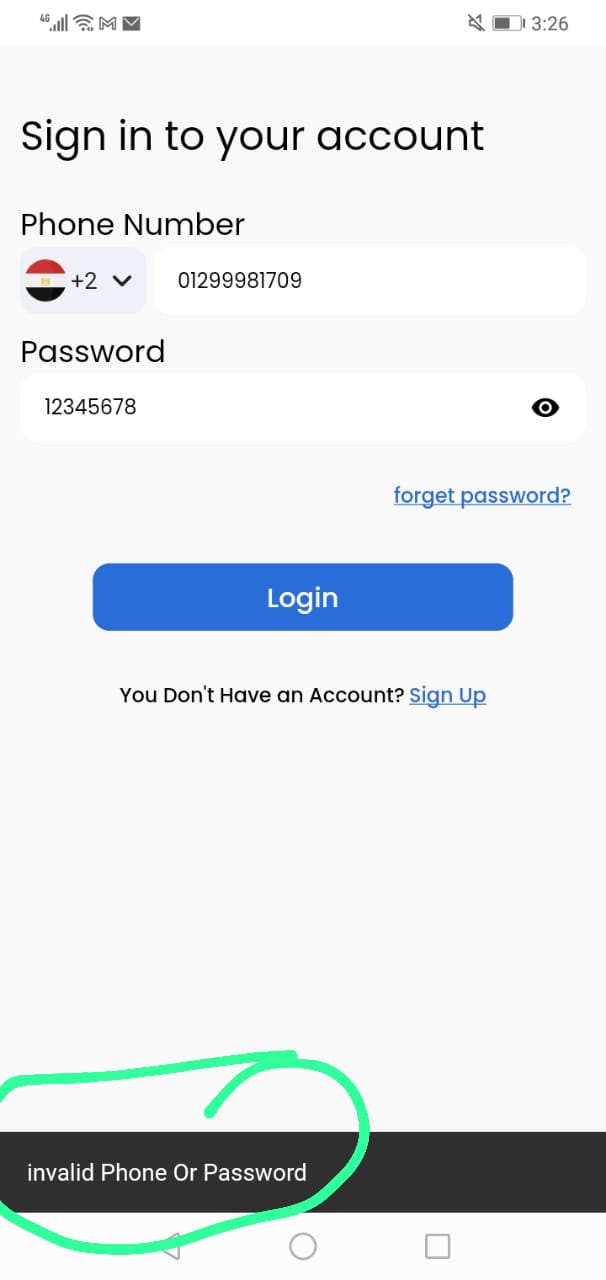 4G 3:26
Sign in to your account
Phone Number
+2 01299981709
Password
12345678
forget password?
Login
You Don't Have an Account? Sign Up
invalid Phone Or Password